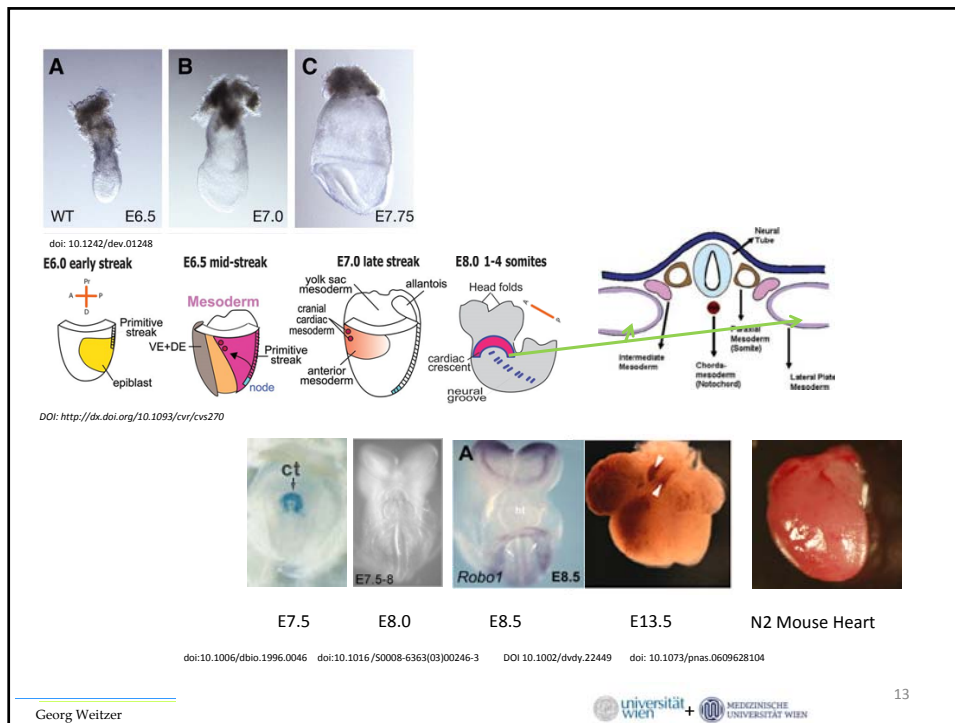 A
B
C
WT E6.5
E7.0
E7.75
doi: 10.1242/dev.01248
E6.0 early streak
Pr
A P
D
Primitive
streak
epiblast
E6.5 mid-streak
Mesoderm
VE+DE
Primitive
streak
node
E7.0 late streak
yolk sac
mesoderm
allantois
cranial
cardiac
mesoderm
anterior
mesoderm
E8.0 1-4 somites
Head folds
cardiac
crescent
neural
groove
Neural
Tube
Intermediate
Mesoderm
Chorda-
mesoderm
(Notochord)
Paraxial
Mesoderm
(Somite)
Lateral Plate
Mesoderm
DOI: http://dx.doi.org/10.1093/cvr/cvs270
ct
E7.5-8
A
ht
Robo1 E8.5
E7.5 E8.0 E8.5 E13.5 N2 Mouse Heart
doi:10.1006/dbio.1996.0046 doi:10.1016/S0008-6363(03)00246-3 DOI 10.1002/dvdy.22449 doi: 10.1073/pnas.0609628104
Georg Weitzer
universität
wien
+
MEDIZINISCHE
UNIVERSITÄT WIEN
13